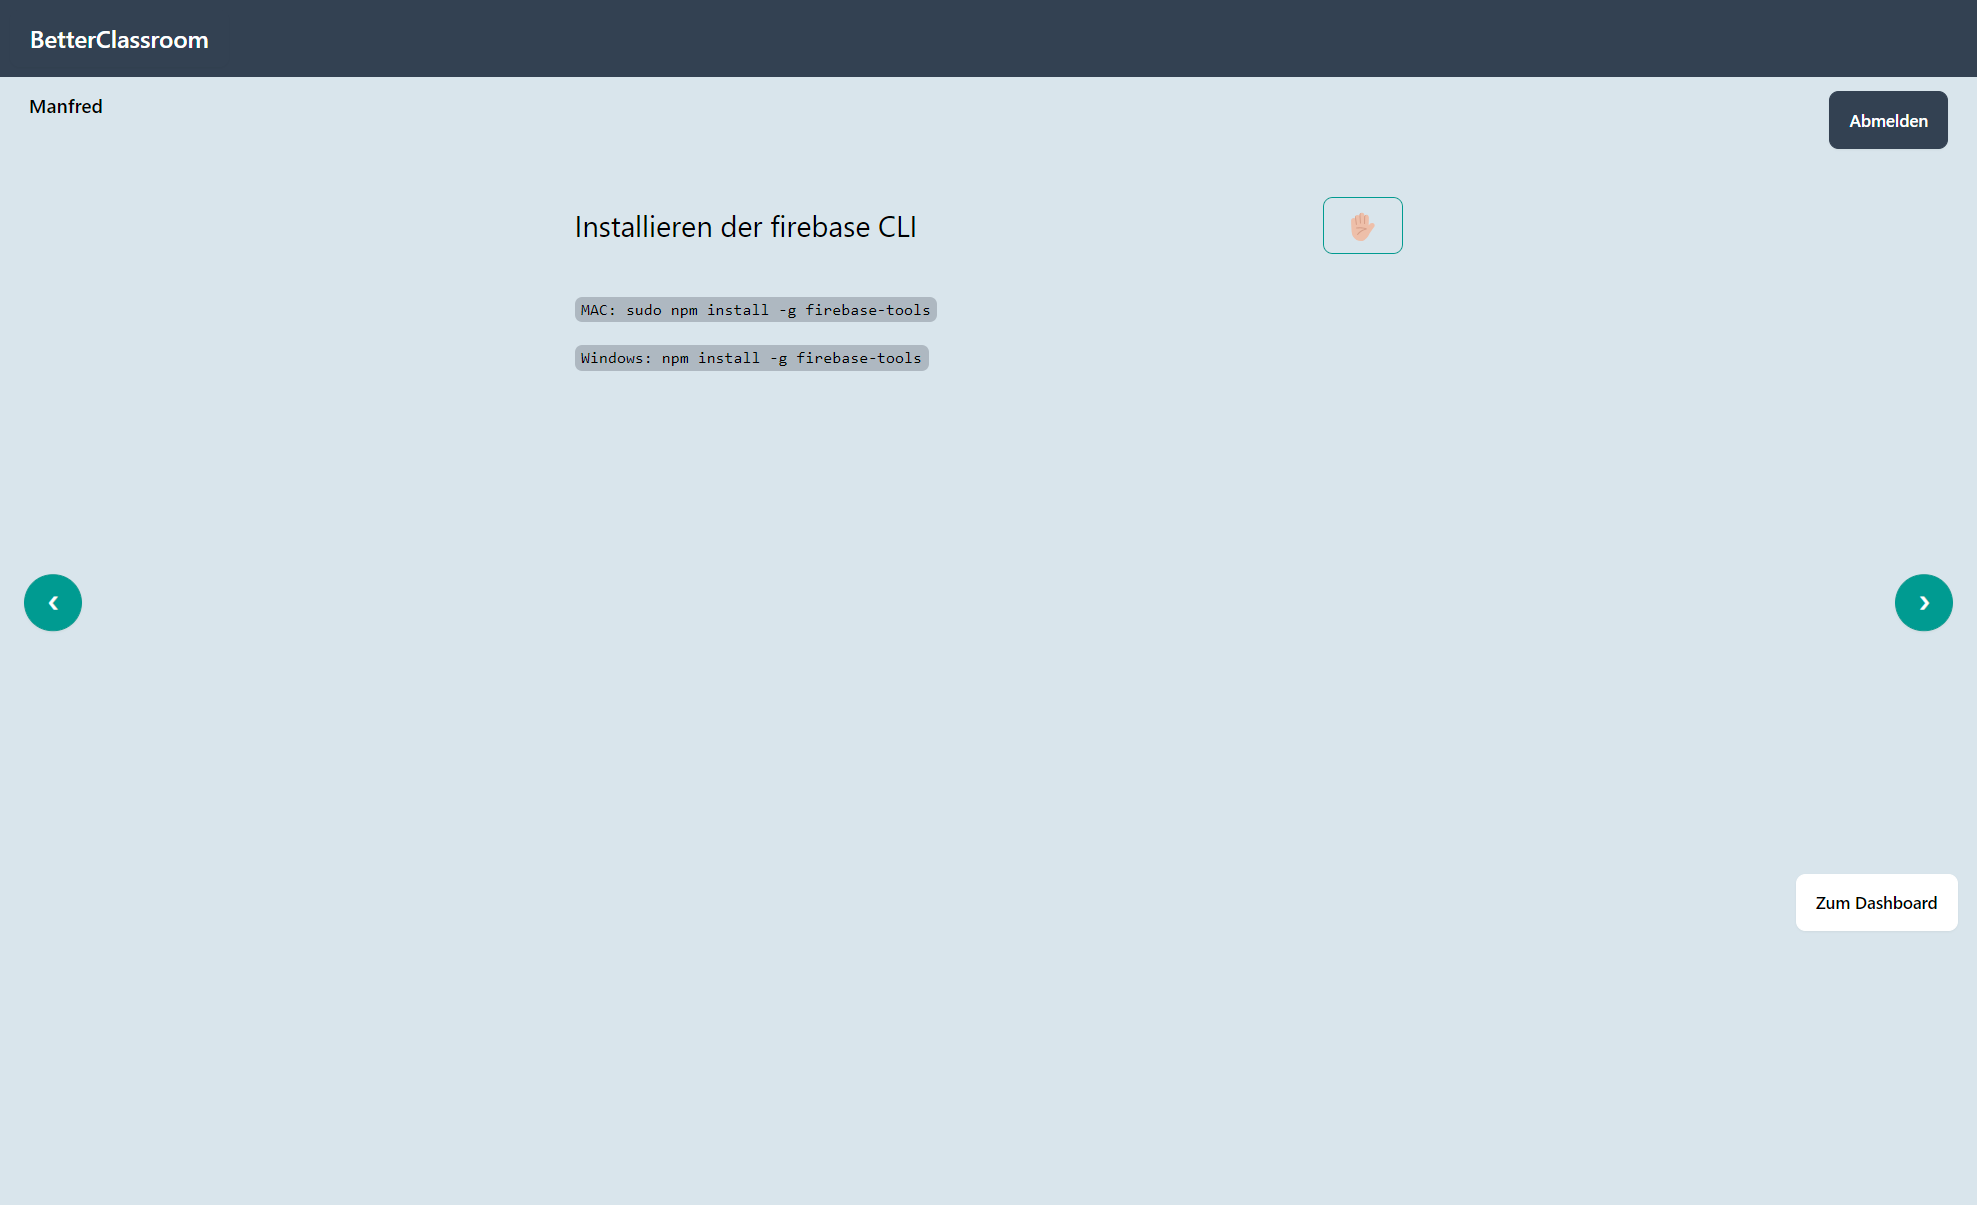 BetterClassroom
Manfred
Abmelden
Installieren der firebase CLI
MAC: sudo npm install -g firebase-tools
Windows: npm install -g firebase-tools
Zum Dashboard